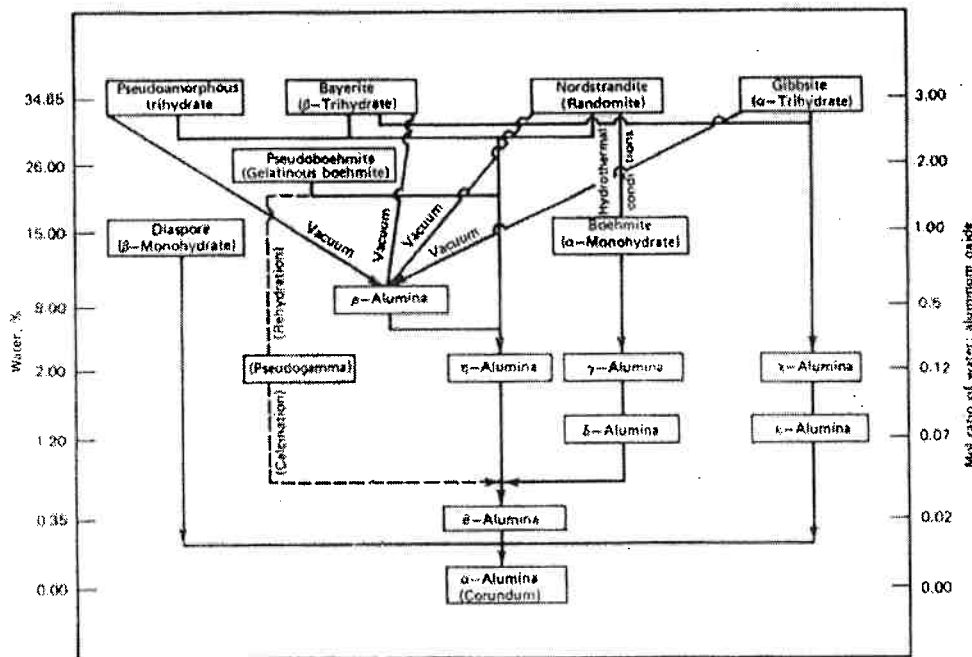 Pseudoamorphous
trihydrate
Bayerite
(β-Trihydrate)
Nordstrandite
(Randomite)
Gibbsite
(α-Trihydrate)
34.65
26.00
15.00
2.00
1.20
0.35
0.00
Water, %
Pseudoboehmite
(Gelatinous boehmite)
Hydrothermal
conditions
Diaspore
(β-Monohydrate)
Vacuum
Vacuum
Vacuum
Vacuum
Boehmite
(α-Monohydrate)
ρ-Alumina
(Rehydration)
(Pseudogamma)
(Calcination)
η-Alumina
γ-Alumina
χ-Alumina
δ-Alumina
κ-Alumina
θ-Alumina
α-Alumina
(Corundum)
3.00
2.00
1.00
0.5
0.12
0.07
0.02
0.00
Mol ratio of water: aluminum oxide